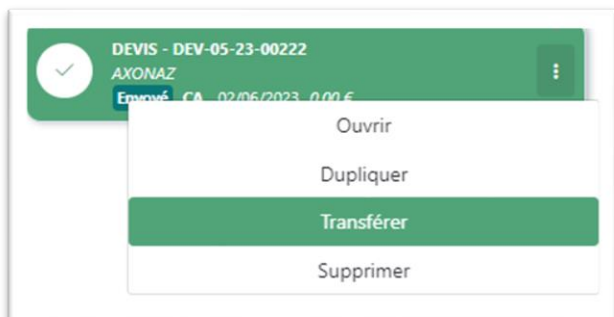 DEVIS - DEV-05-23-00222
AXONAZ
Envoyé CA 02/06/2023 0,00 €
Ouvrir
Dupliquer
Transférer
Supprimer